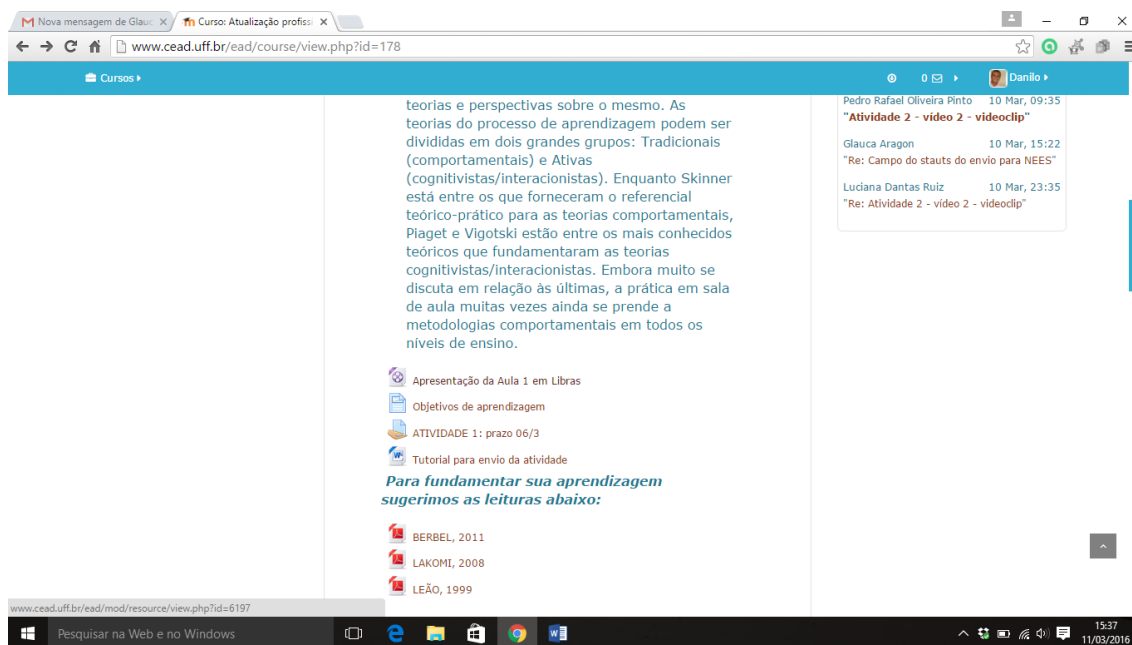 Nova mensagem de Glauc
Curso: Atualização profissi
www.cead.uff.br/ead/course/view.php?id=178
Cursos
0
Danilo
teorias e perspectivas sobre o mesmo. As
teorias do processo de aprendizagem podem ser
divididas em dois grandes grupos: Tradicionais
(comportamentais) e Ativas
(cognitivistas/interacionistas). Enquanto Skinner
está entre os que forneceram o referencial
teórico-prático para as teorias comportamentais,
Piaget e Vigotski estão entre os mais conhecidos
teóricos que fundamentaram as teorias
cognitivistas/interacionistas. Embora muito se
discuta em relação às últimas, a prática em sala
de aula muitas vezes ainda se prende a
metodologias comportamentais em todos os
níveis de ensino.
Apresentação da Aula 1 em Libras
Objetivos de aprendizagem
ATIVIDADE 1: prazo 06/3
Tutorial para envio da atividade
Para fundamentar sua aprendizagem
sugerimos as leituras abaixo:
BERBEL, 2011
LAKOMI, 2008
LEÃO, 1999
Pedro Rafael Oliveira Pinto 10 Mar, 09:35
"Atividade 2 - vídeo 2 - videoclip"
Glauca Aragon 10 Mar, 15:22
"Re: Campo do stauts do envio para NEES"
Luciana Dantas Ruiz 10 Mar, 23:35
"Re: Atividade 2 - vídeo 2 - videoclip"
www.cead.uff.br/ead/mod/resource/view.php?id=6197
Pesquisar na Web e no Windows
15:37
11/03/2016